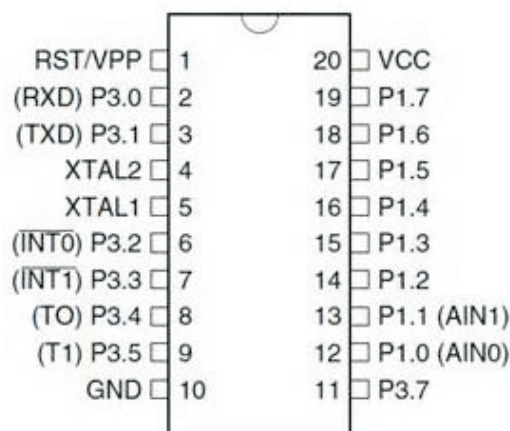 RST/VPP 1 20 VCC
(RXD) P3.0 2 19 P1.7
(TXD) P3.1 3 18 P1.6
XTAL2 4 17 P1.5
XTAL1 5 16 P1.4
(INT0) P3.2 6 15 P1.3
(INT1) P3.3 7 14 P1.2
(TO) P3.4 8 13 P1.1 (AIN1)
(T1) P3.5 9 12 P1.0 (AIN0)
GND 10 11 P3.7